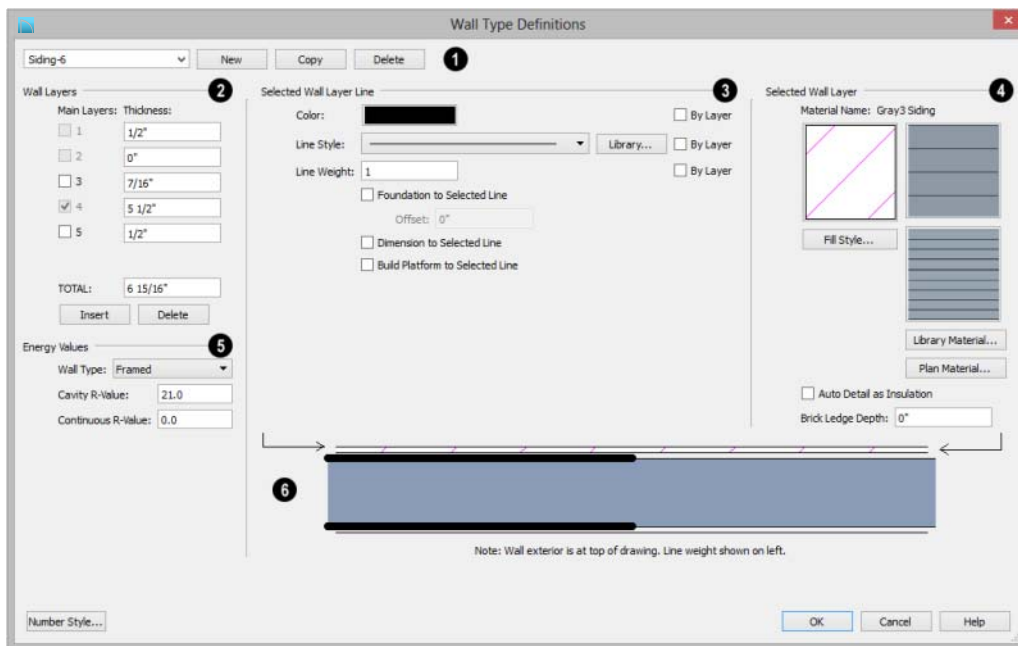 Wall Type Definitions
Siding-6 New Copy Delete 1
Wall Layers 2
Main Layers: Thickness:
1 1/2"
2 0"
3 7/16"
4 5 1/2"
5 1/2"
TOTAL: 6 15/16"
Insert Delete
Energy Values 5
Wall Type: Framed
Cavity R-Value: 21.0
Continuous R-Value: 0.0
Selected Wall Layer Line 3
Color: By Layer
Line Style: Library... By Layer
Line Weight: 1 By Layer
Foundation to Selected Line
Offset: 0"
Dimension to Selected Line
Build Platform to Selected Line
Selected Wall Layer 4
Material Name: Gray3 Siding
Fill Style...
Library Material...
Plan Material...
Auto Detail as Insulation
Brick Ledge Depth: 0"
6
Note: Wall exterior is at top of drawing. Line weight shown on left.
Number Style... OK Cancel Help